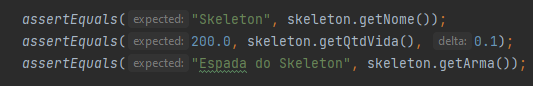 assertEquals( expected: "Skeleton", skeleton.getNome());
assertEquals( expected: 200.0, skeleton.getQtdVida(), delta: 0.1);
assertEquals( expected: "Espada do Skeleton", skeleton.getArma());